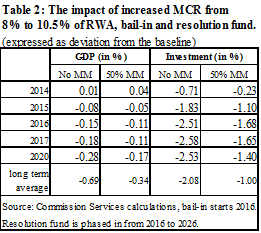 Table 2: The impact of increased MCR from
8% to 10.5% of RWA, bail-in and resolution fund.
(expressed as deviation from the baseline)
GDP (in %) Investment (in %)
No MM 50% MM No MM 50% MM
2014 0.01 0.04 -0.71 -0.23
2015 -0.08 -0.05 -1.83 -1.10
2016 -0.15 -0.11 -2.51 -1.68
2017 -0.18 -0.11 -2.58 -1.65
2020 -0.28 -0.17 -2.53 -1.40
long term
average -0.69 -0.34 -2.08 -1.00
Source: Commission Services calculations, bail-in starts 2016.
Resolution fund is phased in from 2016 to 2026.